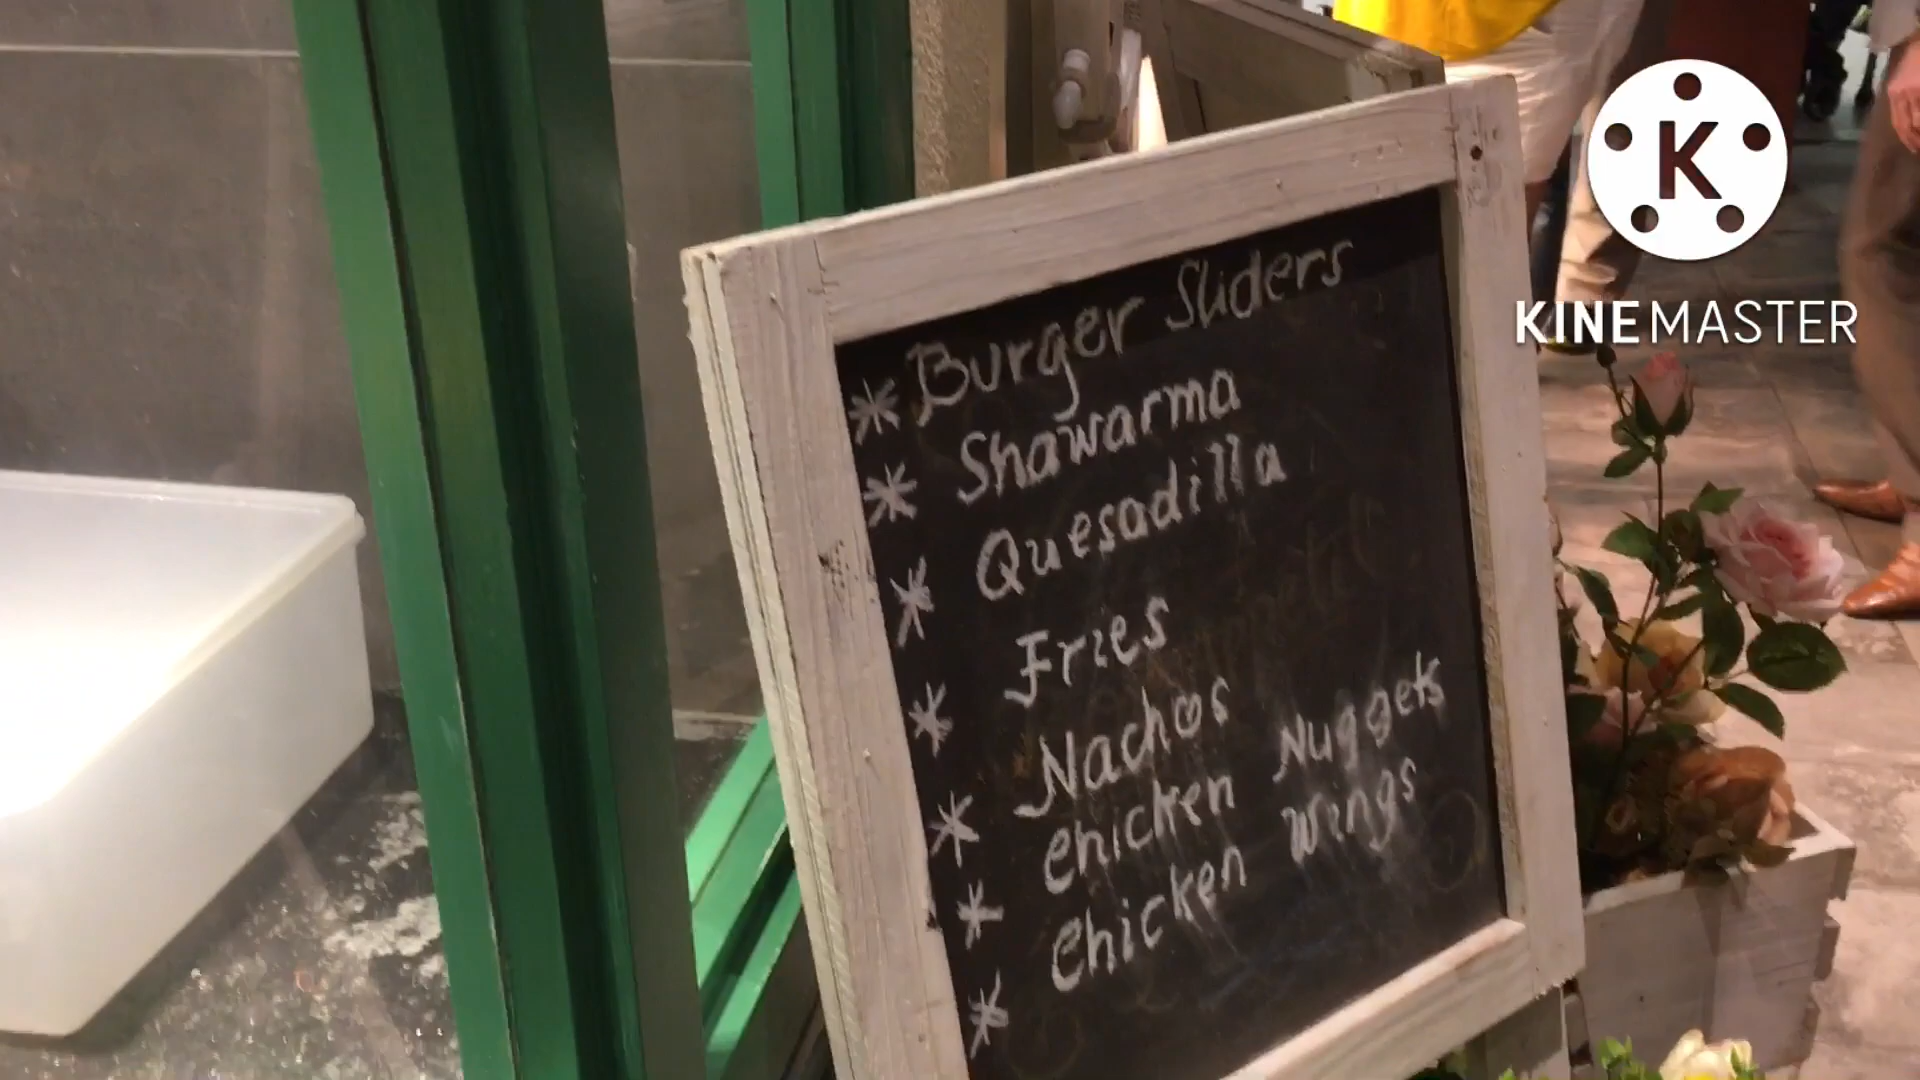 * Burger Sliders
* Shawarma
* Quesadilla
* Fries
* Nachos
* Chicken Nuggets
* Chicken Wings
K
KINEMASTER